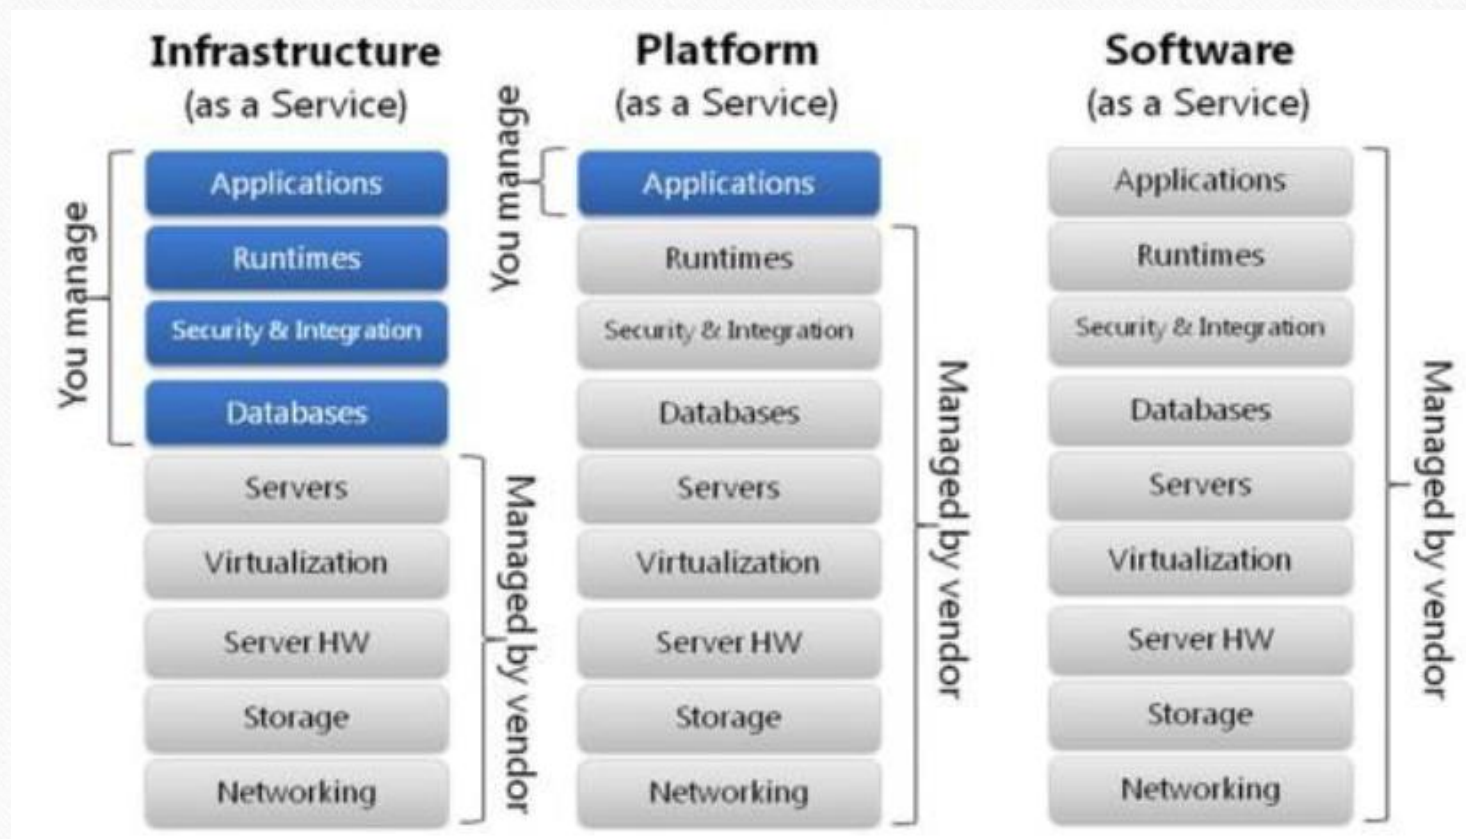 Infrastructure
(as a Service)
You manage
Applications
Runtimes
Security & Integration
Databases
Servers
Virtualization
Server HW
Storage
Networking
Managed by vendor
Platform
(as a Service)
You manage
Applications
Runtimes
Security & Integration
Databases
Servers
Virtualization
Server HW
Storage
Networking
Managed by vendor
Software
(as a Service)
Applications
Runtimes
Security & Integration
Databases
Servers
Virtualization
Server HW
Storage
Networking
Managed by vendor